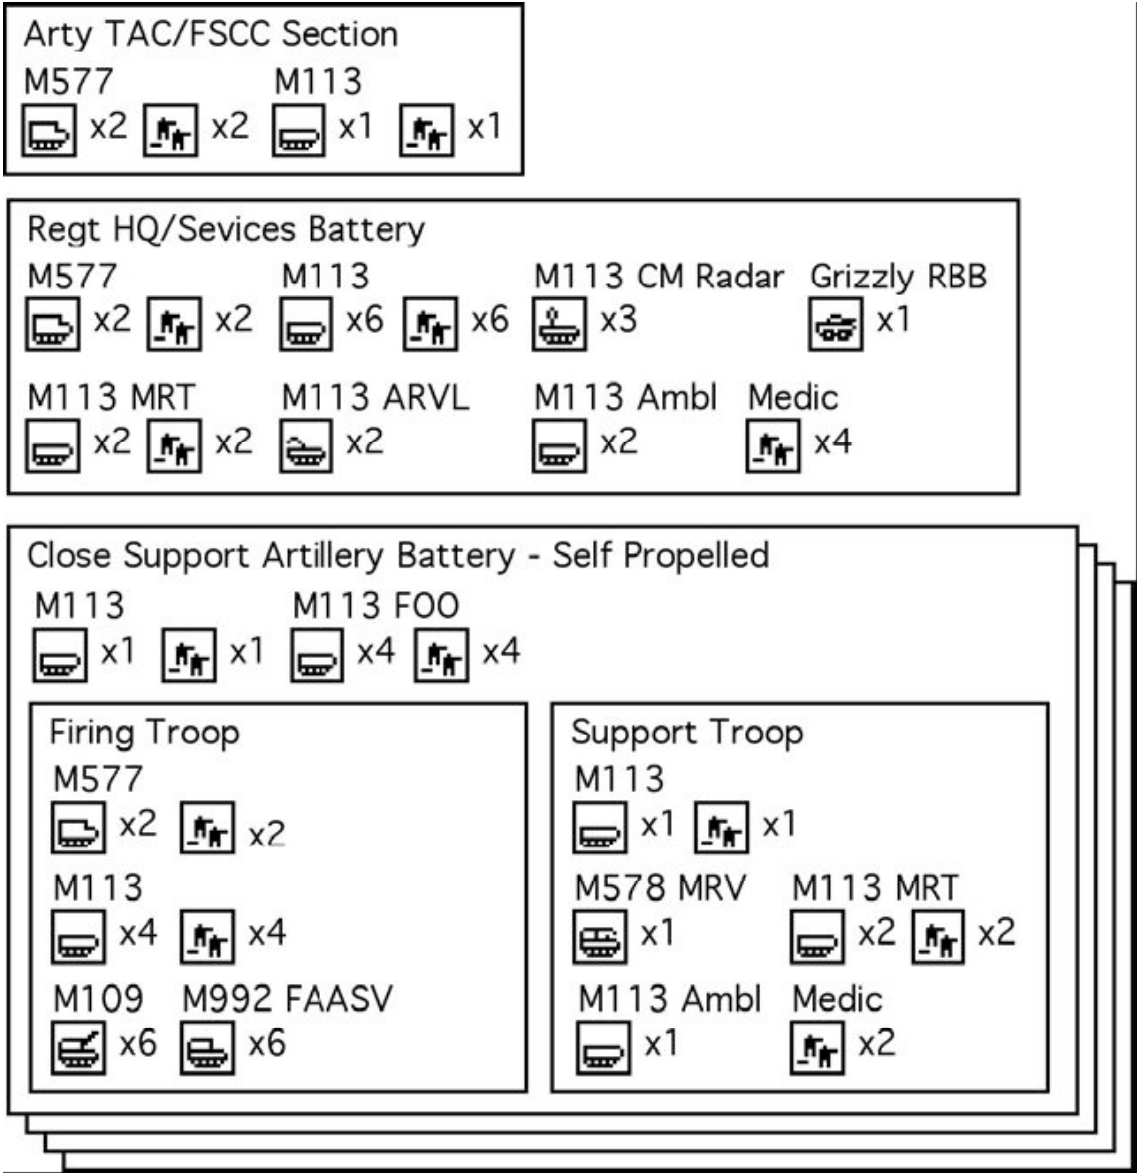 Arty TAC/FSCC Section
M577 M113
x2 x2 x1 x1
Regt HQ/Sevices Battery
M577 M113 M113 CM Radar Grizzly RBB
x2 x2 x6 x6 x3 x1
M113 MRT M113 ARVL M113 Ambl Medic
x2 x2 x2 x2 x4
Close Support Artillery Battery - Self Propelled
M113 M113 FOO
x1 x1 x4 x4
Firing Troop
M577
x2 x2
M113
x4 x4
M109 M992 FAASV
x6 x6
Support Troop
M113
x1 x1
M578 MRV M113 MRT
x1 x2 x2
M113 Ambl Medic
x1 x2